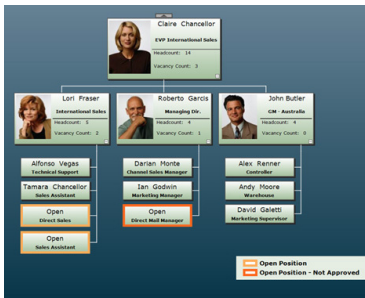 Claire Chancellor
EVP International Sales
Headcount: 14
Vacancy Count: 3
Lori Fraser
International Sales
Headcount: 5
Vacancy Count: 2
Roberto Garcis
Managing Dir.
Headcount: 4
Vacancy Count: 1
John Butler
GM - Australia
Headcount: 4
Vacancy Count: 0
Alfonso Vegas
Technical Support
Tamara Chancellor
Sales Assistant
Open
Direct Sales
Open
Sales Assistant
Darian Monte
Channel Sales Manager
Ian Godwin
Marketing Manager
Open
Direct Mail Manager
Alex Renner
Controller
Andy Moore
Warehouse
David Galetti
Marketing Supervisor
Open Position
Open Position - Not Approved